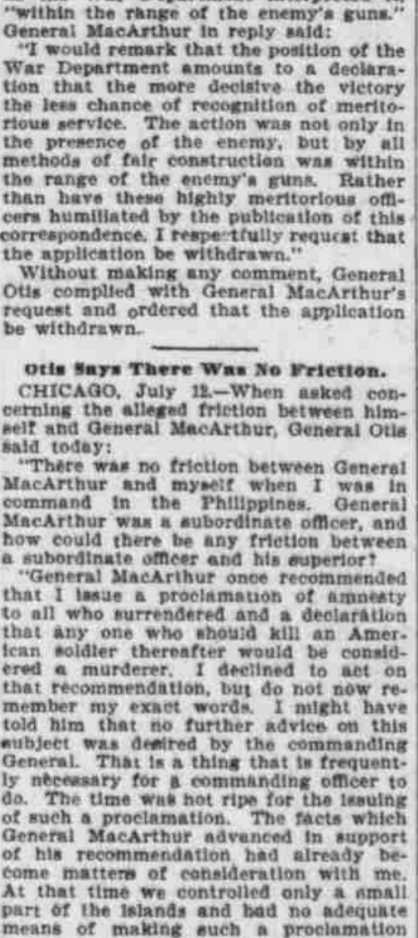 "within the range of the enemy's guns."
General MacArthur in reply said:
"I would remark that the position of the
War Department amounts to a declara-
tion that the more decisive the victory
the less chance of recognition of merito-
rious service. The action was not only in
the presence of the enemy, but by all
methods of fair construction was within
the range of the enemy's guns. Rather
than have these highly meritorious offi-
cers humiliated by the publication of this
correspondence, I respectfully request that
the application be withdrawn."
Without making any comment, General
Otis complied with General MacArthur's
request and ordered that the application
be withdrawn.
Otis Says There Was No Friction.
CHICAGO, July 12.—When asked con-
cerning the alleged friction between him-
self and General MacArthur, General Otis
said today:
"There was no friction between General
MacArthur and myself when I was in
command in the Philippines. General
MacArthur was a subordinate officer, and
how could there be any friction between
a subordinate officer and his superior?
"General MacArthur once recommended
that I issue a proclamation of amnesty
to all who surrendered and a declaration
that any one who should kill an Amer-
ican soldier thereafter would be consid-
ered a murderer. I declined to act on
that recommendation, but do not now re-
member my exact words. I might have
told him that no further advice on this
subject was desired by the commanding
General. That is a thing that is frequent-
ly necessary for a commanding officer to
do. The time was hot ripe for the issuing
of such a proclamation. The facts which
General MacArthur advanced in support
of his recommendation had already be-
come matters of consideration with me.
At that time we controlled only a small
part of the islands and had no adequate
means of making such a proclamation